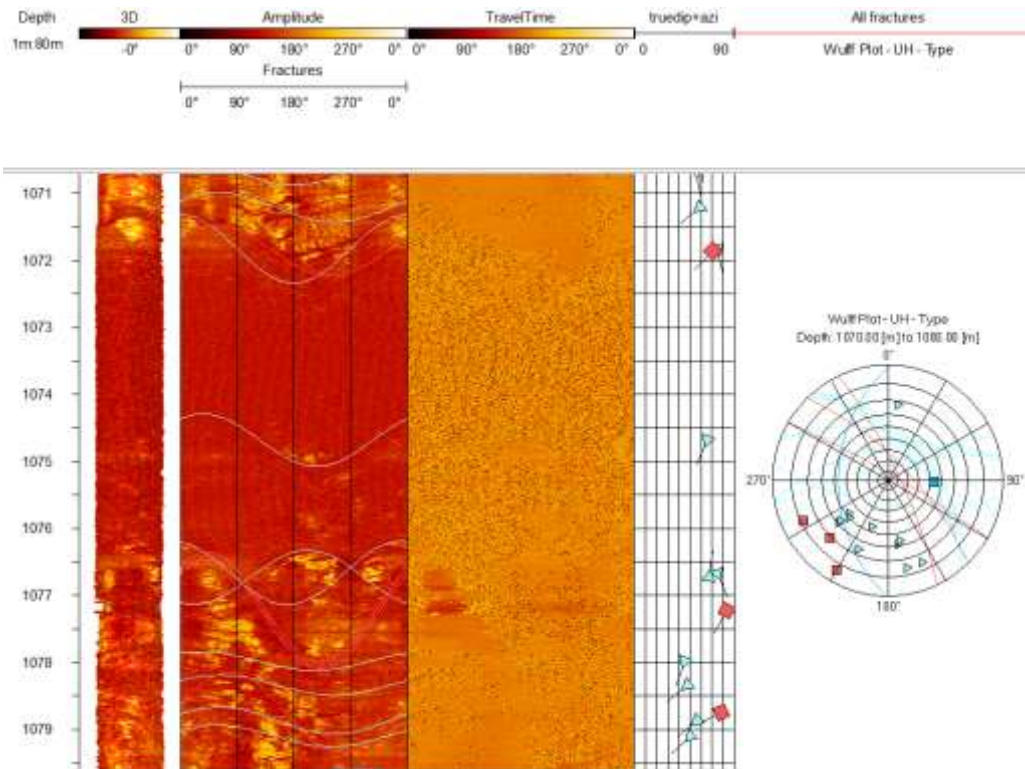 Depth 3D Amplitude TravelTime truedip+azi All fractures
1m:80m -0° 0° 90° 180° 270° 0° 0° 90° 180° 270° 0° 0 90 Wulff Plot - UH - Type
Fractures
0° 90° 180° 270° 0°
1071
1072
1073
1074
1075
1076
1077
1078
1079
Wulff Plot - UH - Type
Depth: 1070.00 [m] to 1080.00 [m]
0°
270° 90°
180°